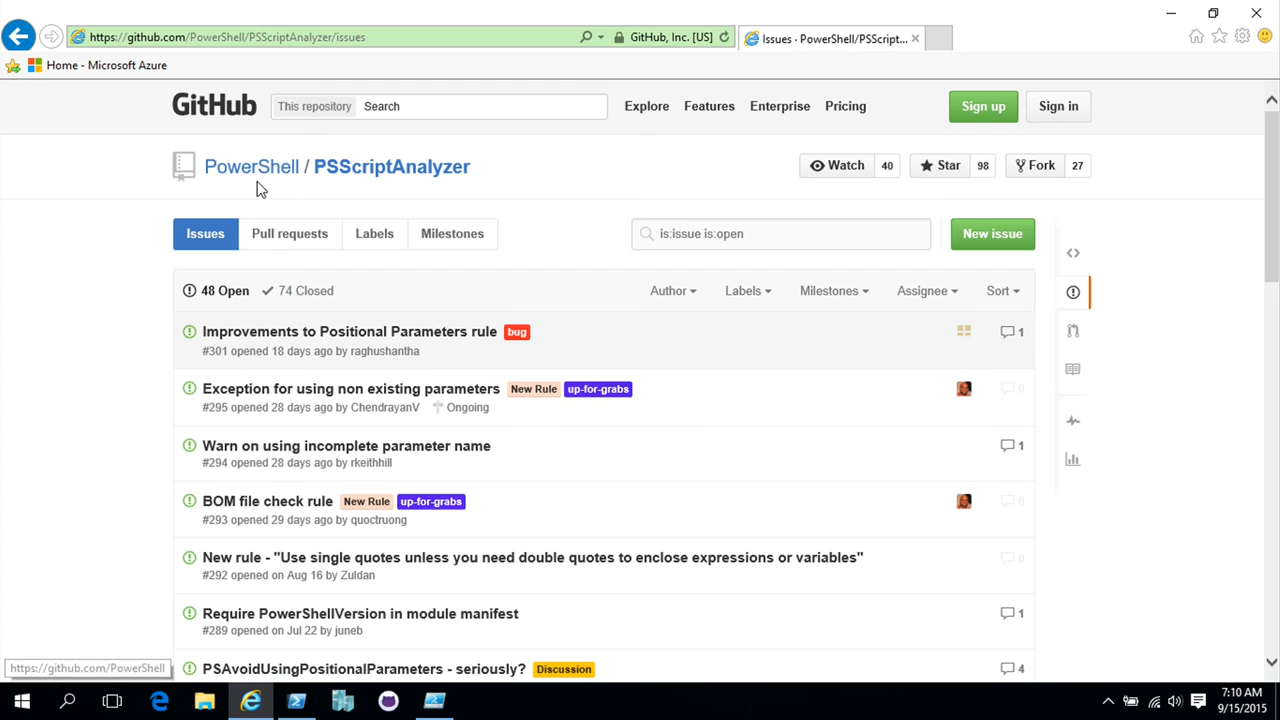 https://github.com/PowerShell/PSScriptAnalyzer/issues
GitHub, Inc. [US]
Issues · PowerShell/PSScript...
Home - Microsoft Azure
GitHub
This repository
Search
Explore
Features
Enterprise
Pricing
Sign up
Sign in
PowerShell / PSScriptAnalyzer
Watch 40
Star 98
Fork 27
Issues
Pull requests
Labels
Milestones
is:issue is:open
New issue
48 Open
74 Closed
Author
Labels
Milestones
Assignee
Sort
Improvements to Positional Parameters rule bug
1
#301 opened 18 days ago by raghushantha
Exception for using non existing parameters New Rule up-for-grabs
0
#295 opened 28 days ago by ChendrayanV Ongoing
Warn on using incomplete parameter name
1
#294 opened 28 days ago by rkeithhill
BOM file check rule New Rule up-for-grabs
0
#293 opened 29 days ago by quoctruong
New rule - "Use single quotes unless you need double quotes to enclose expressions or variables"
0
#292 opened on Aug 16 by Zuldan
Require PowerShellVersion in module manifest
1
#289 opened on Jul 22 by juneb
PSAvoidUsingPositionalParameters - seriously? Discussion
4
https://github.com/PowerShell
7:10 AM
9/15/2015